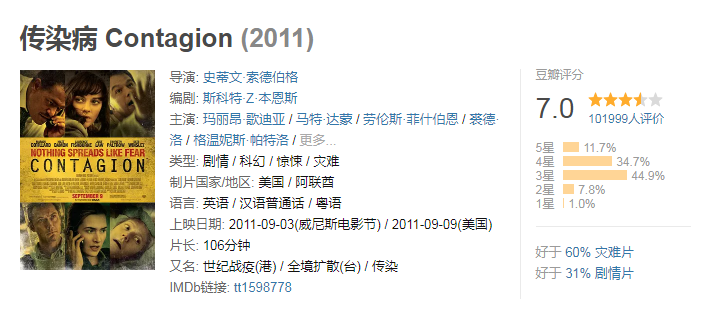 传染病 Contagion (2011)
COTILLARD DAMON FISHBURNE LAW PALTROW WINSLET
NOTHING SPREADS LIKE FEAR
CONTAGION
SEPTEMBER 9
导演: 史蒂文·索德伯格
编剧: 斯科特·Z·本恩斯
主演: 玛丽昂·歌迪亚 / 马特·达蒙 / 劳伦斯·菲什伯恩 / 裘德·
洛 / 格温妮斯·帕特洛 / 更多...
类型: 剧情 / 科幻 / 惊悚 / 灾难
制片国家/地区: 美国 / 阿联酋
语言: 英语 / 汉语普通话 / 粤语
上映日期: 2011-09-03(威尼斯电影节) / 2011-09-09(美国)
片长: 106分钟
又名: 世纪战疫(港) / 全境扩散(台) / 传染
IMDb链接: tt1598778
豆瓣评分
7.0
101999人评价
5星 11.7%
4星 34.7%
3星 44.9%
2星 7.8%
1星 1.0%
好于 60% 灾难片
好于 31% 剧情片